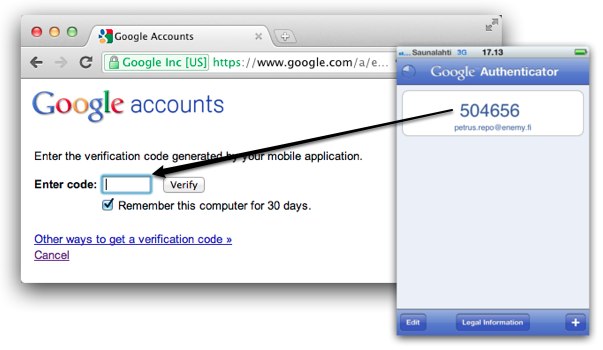 Google Accounts
Google Inc [US] https://www.google.com/a/e...
Google accounts
Enter the verification code generated by your mobile application.
Enter code:
Verify
Remember this computer for 30 days.
Other ways to get a verification code »
Cancel
Saunalahti 3G 17.13
Google Authenticator
504656
petrus.repo@enemy.fi
Edit
Legal Information
+